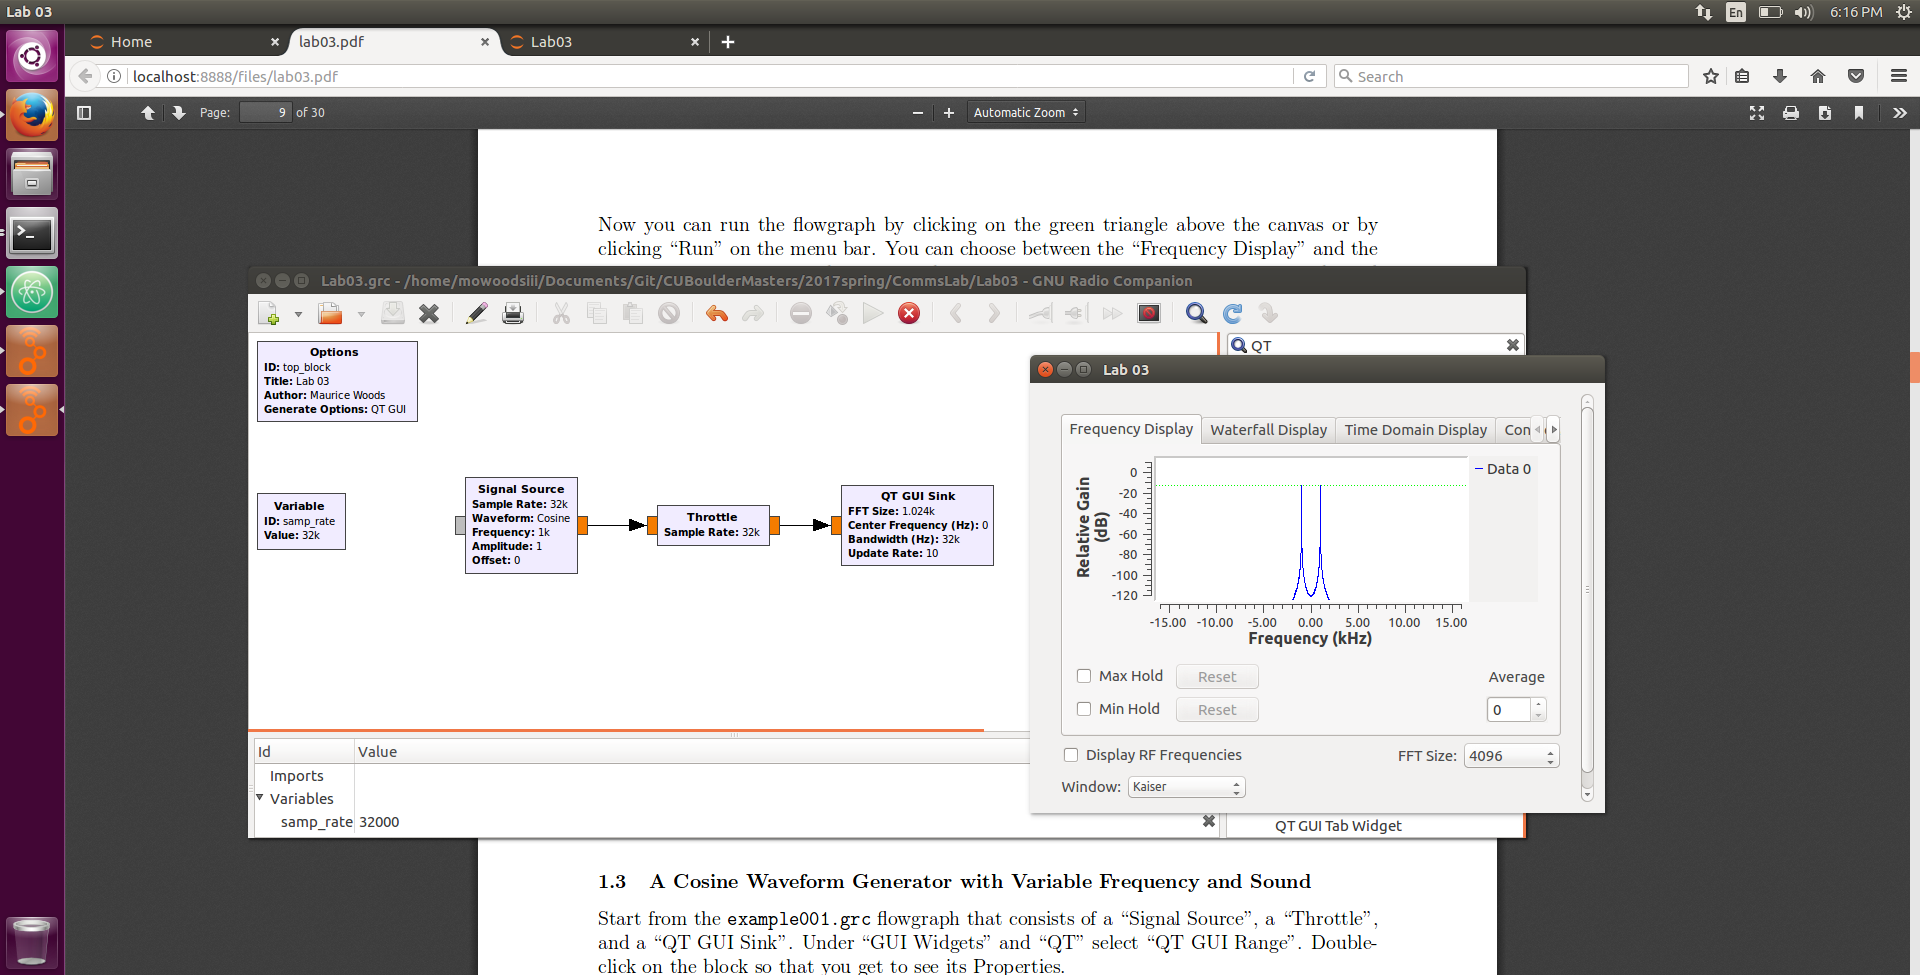 Lab 03
En
6:16 PM
Home
lab03.pdf
Lab03
localhost:8888/files/lab03.pdf
Search
Page:
9
of 30
Automatic Zoom
Now you can run the flowgraph by clicking on the green triangle above the canvas or by
clicking “Run” on the menu bar. You can choose between the “Frequency Display” and the
Lab03.grc - /home/mowoodsiii/Documents/Git/CUBoulderMasters/2017spring/CommsLab/Lab03 - GNU Radio Companion
QT
Options
ID: top_block
Title: Lab 03
Author: Maurice Woods
Generate Options: QT GUI
Variable
ID: samp_rate
Value: 32k
Signal Source
Sample Rate: 32k
Waveform: Cosine
Frequency: 1k
Amplitude: 1
Offset: 0
Throttle
Sample Rate: 32k
QT GUI Sink
FFT Size: 1.024k
Center Frequency (Hz): 0
Bandwidth (Hz): 32k
Update Rate: 10
Id
Value
Imports
Variables
samp_rate
32000
QT GUI Tab Widget
Lab 03
Frequency Display
Waterfall Display
Time Domain Display
Con
Data 0
Relative Gain
(dB)
0
-20
-40
-60
-80
-100
-120
-15.00
-10.00
-5.00
0.00
5.00
10.00
15.00
Frequency (kHz)
Max Hold
Reset
Average
Min Hold
Reset
0
Display RF Frequencies
FFT Size:
4096
Window:
Kaiser
1.3 A Cosine Waveform Generator with Variable Frequency and Sound
Start from the example001.grc flowgraph that consists of a “Signal Source”, a “Throttle”,
and a “QT GUI Sink”. Under “GUI Widgets” and “QT” select “QT GUI Range”. Double-
click on the block so that you get to see its Properties.